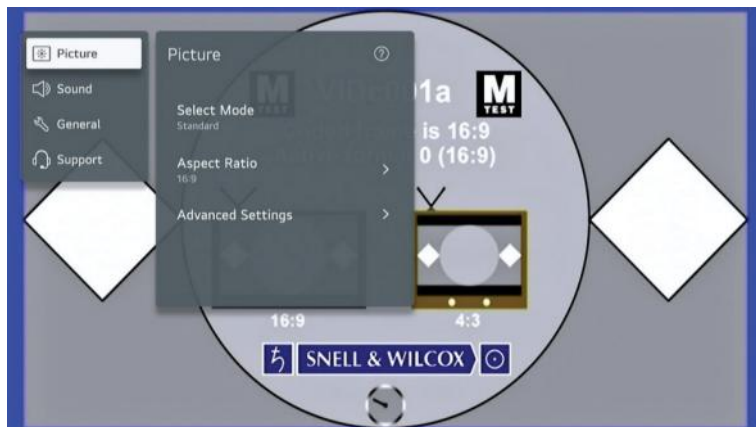 Picture
Sound
General
Support
Picture
Select Mode
Standard
Aspect Ratio
16:9
Advanced Settings
M
TEST
1a
M
TEST
is 16:9
0 (16:9)
16:9
4:3
SNELL & WILCOX